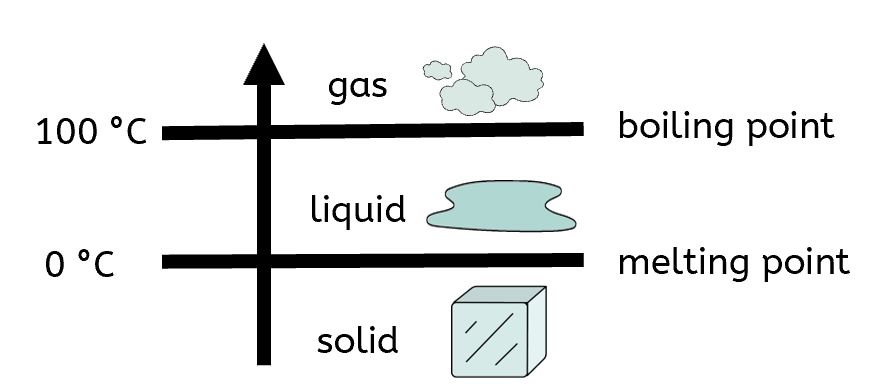 gas
100 °C
boiling point
liquid
0 °C
melting point
solid